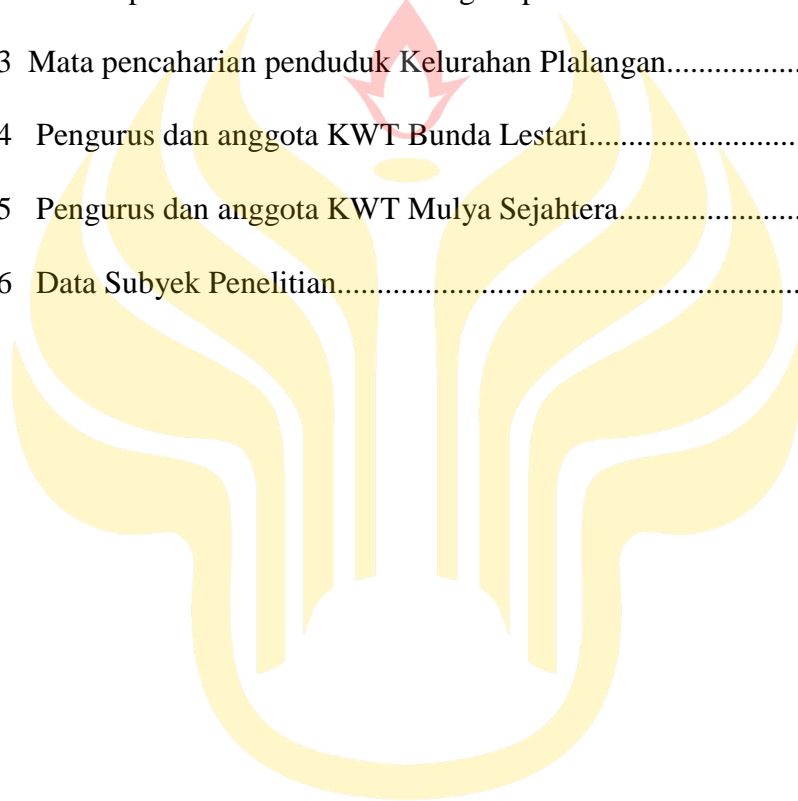 3 Mata pencaharian penduduk Kelurahan Plalangan.................
4 Pengurus dan anggota KWT Bunda Lestari..........................
5 Pengurus dan anggota KWT Mulya Sejahtera.......................
6 Data Subyek Penelitian..........................................................